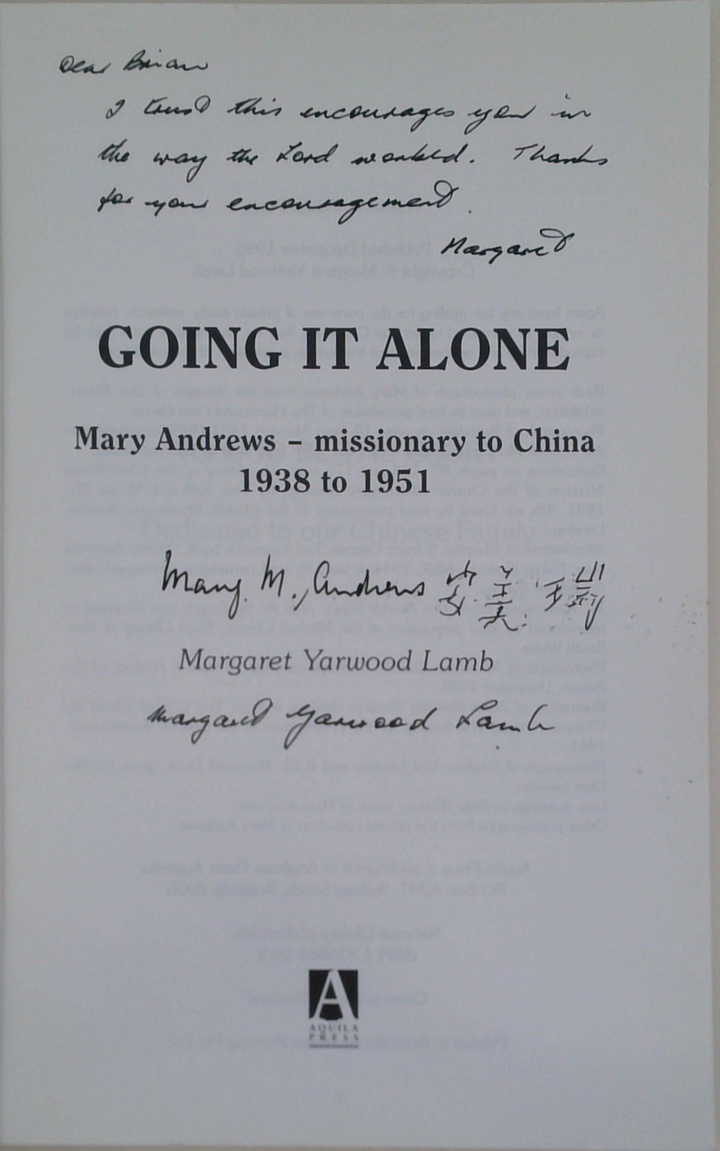 Dear Brian
I trust this encourages you in
the way the Lord worked. Thanks
for your encouragement.
Margaret
GOING IT ALONE
Mary Andrews – missionary to China
1938 to 1951
Mary M. Andrews
Margaret Yarwood Lamb
Margaret Yarwood Lamb
A
AQUILA
PRESS